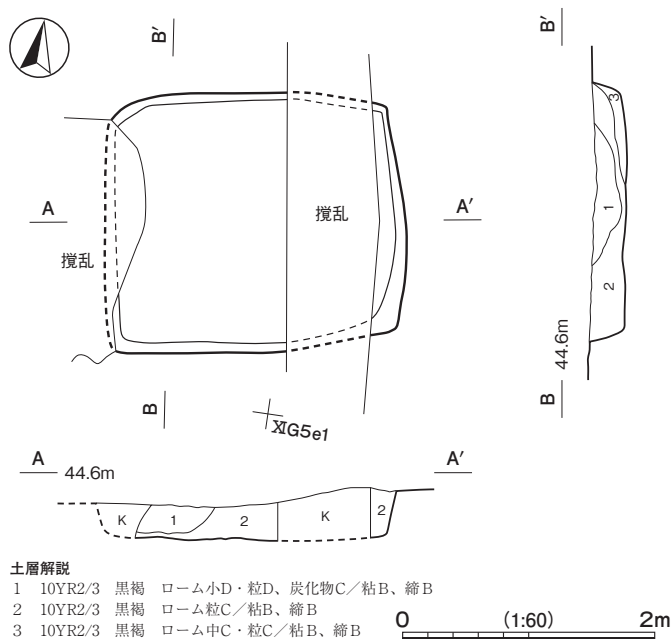 B′
B′
A
A′
撹乱
撹乱
3
1
2
44.6m
B
B
ⅪG5e1
A 44.6m
A′
K
1
2
K
2
土層解説
1 10YR2/3 黒褐 ローム小D・粒D、炭化物C／粘B、締B
2 10YR2/3 黒褐 ローム粒C／粘B、締B
3 10YR2/3 黒褐 ローム中C・粒C／粘B、締B
0 (1:60) 2m